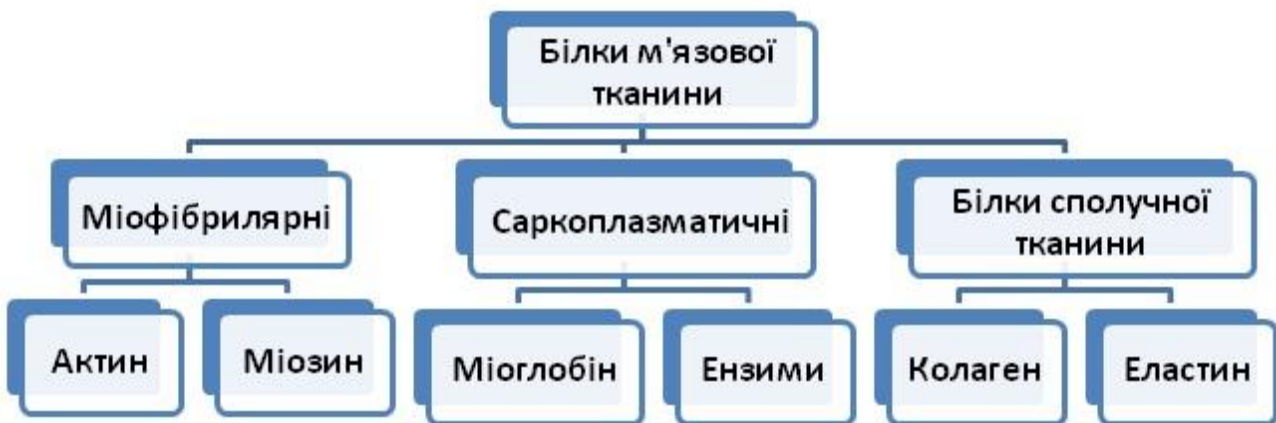 Білки м'язової
тканини
Міофібрилярні
Саркоплазматичні
Білки сполучної
тканини
Актин
Міозин
Міоглобін
Ензими
Колаген
Еластин